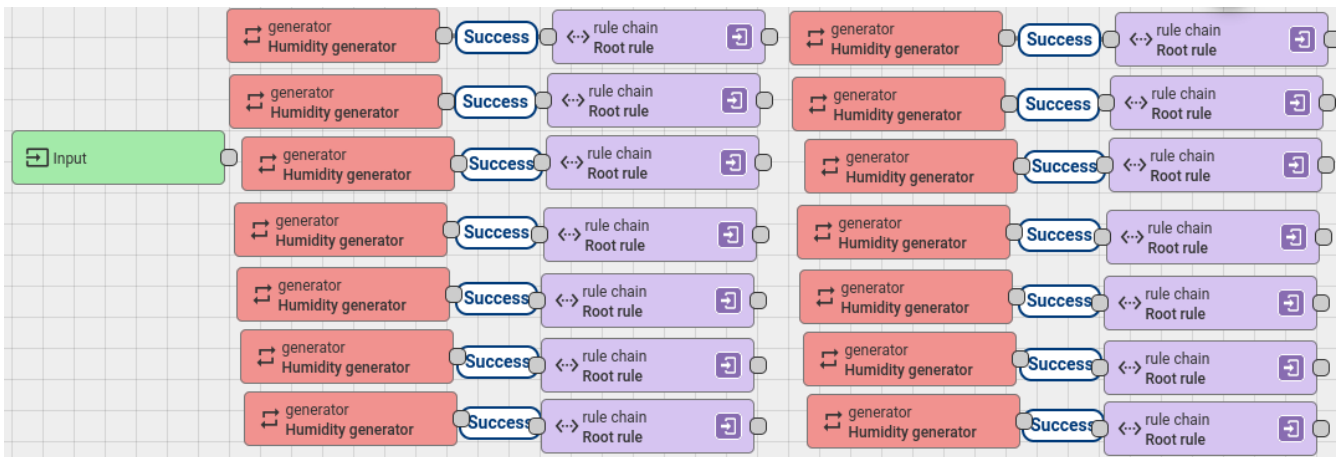 generator
Humidity generator
Success
rule chain
Root rule
generator
Humidity generator
Success
rule chain
Root rule
generator
Humidity generator
Success
rule chain
Root rule
generator
Humidity generator
Success
rule chain
Root rule
Input
generator
Humidity generator
Success
rule chain
Root rule
generator
Humidity generator
Success
rule chain
Root rule
generator
Humidity generator
Success
rule chain
Root rule
generator
Humidity generator
Success
rule chain
Root rule
generator
Humidity generator
Success
rule chain
Root rule
generator
Humidity generator
Success
rule chain
Root rule
generator
Humidity generator
Success
rule chain
Root rule
generator
Humidity generator
Success
rule chain
Root rule
generator
Humidity generator
Success
rule chain
Root rule
generator
Humidity generator
Success
rule chain
Root rule